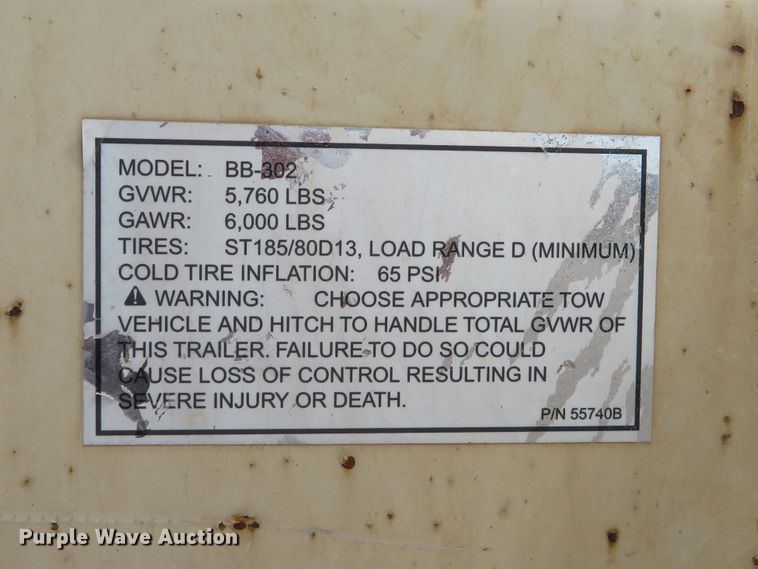 MODEL: BB-302
GVWR: 5,760 LBS
GAWR: 6,000 LBS
TIRES: ST185/80D13, LOAD RANGE D (MINIMUM)
COLD TIRE INFLATION: 65 PSI
WARNING: CHOOSE APPROPRIATE TOW
VEHICLE AND HITCH TO HANDLE TOTAL GVWR OF
THIS TRAILER. FAILURE TO DO SO COULD
CAUSE LOSS OF CONTROL RESULTING IN
SEVERE INJURY OR DEATH.
P/N 55740B
Purple Wave Auction